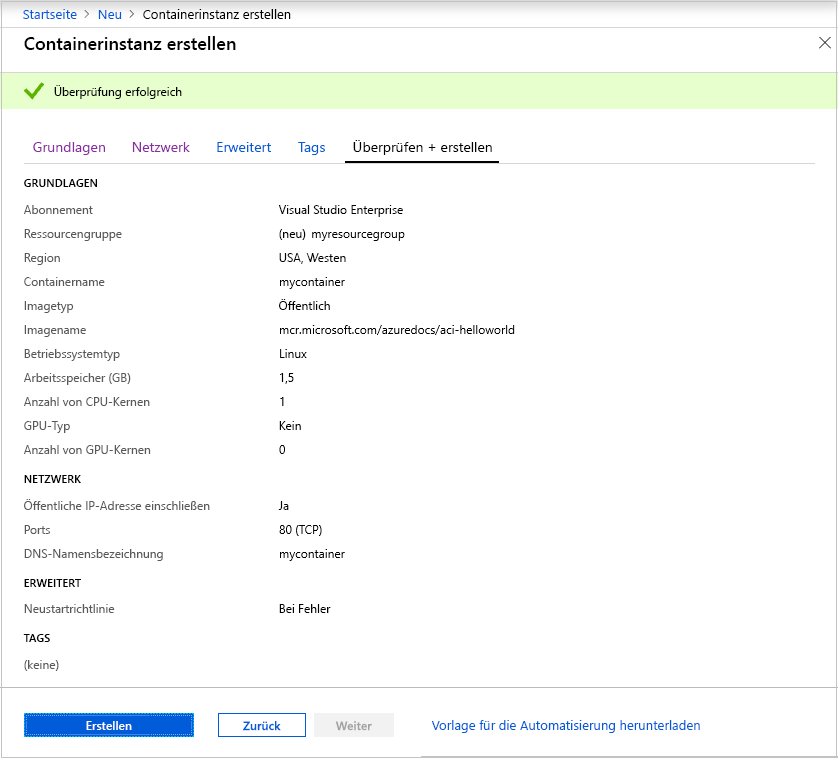 Startseite > Neu > Containerinstanz erstellen
Containerinstanz erstellen
Überprüfung erfolgreich
Grundlagen Netzwerk Erweitert Tags Überprüfen + erstellen
GRUNDLAGEN
Abonnement Visual Studio Enterprise
Ressourcengruppe (neu) myresourcegroup
Region USA, Westen
Containername mycontainer
Imagetyp Öffentlich
Imagename mcr.microsoft.com/azuredocs/aci-helloworld
Betriebssystemtyp Linux
Arbeitsspeicher (GB) 1,5
Anzahl von CPU-Kernen 1
GPU-Typ Kein
Anzahl von GPU-Kernen 0
NETZWERK
Öffentliche IP-Adresse einschließen Ja
Ports 80 (TCP)
DNS-Namensbezeichnung mycontainer
ERWEITERT
Neustartrichtlinie Bei Fehler
TAGS
(keine)
Erstellen Zurück Weiter Vorlage für die Automatisierung herunterladen